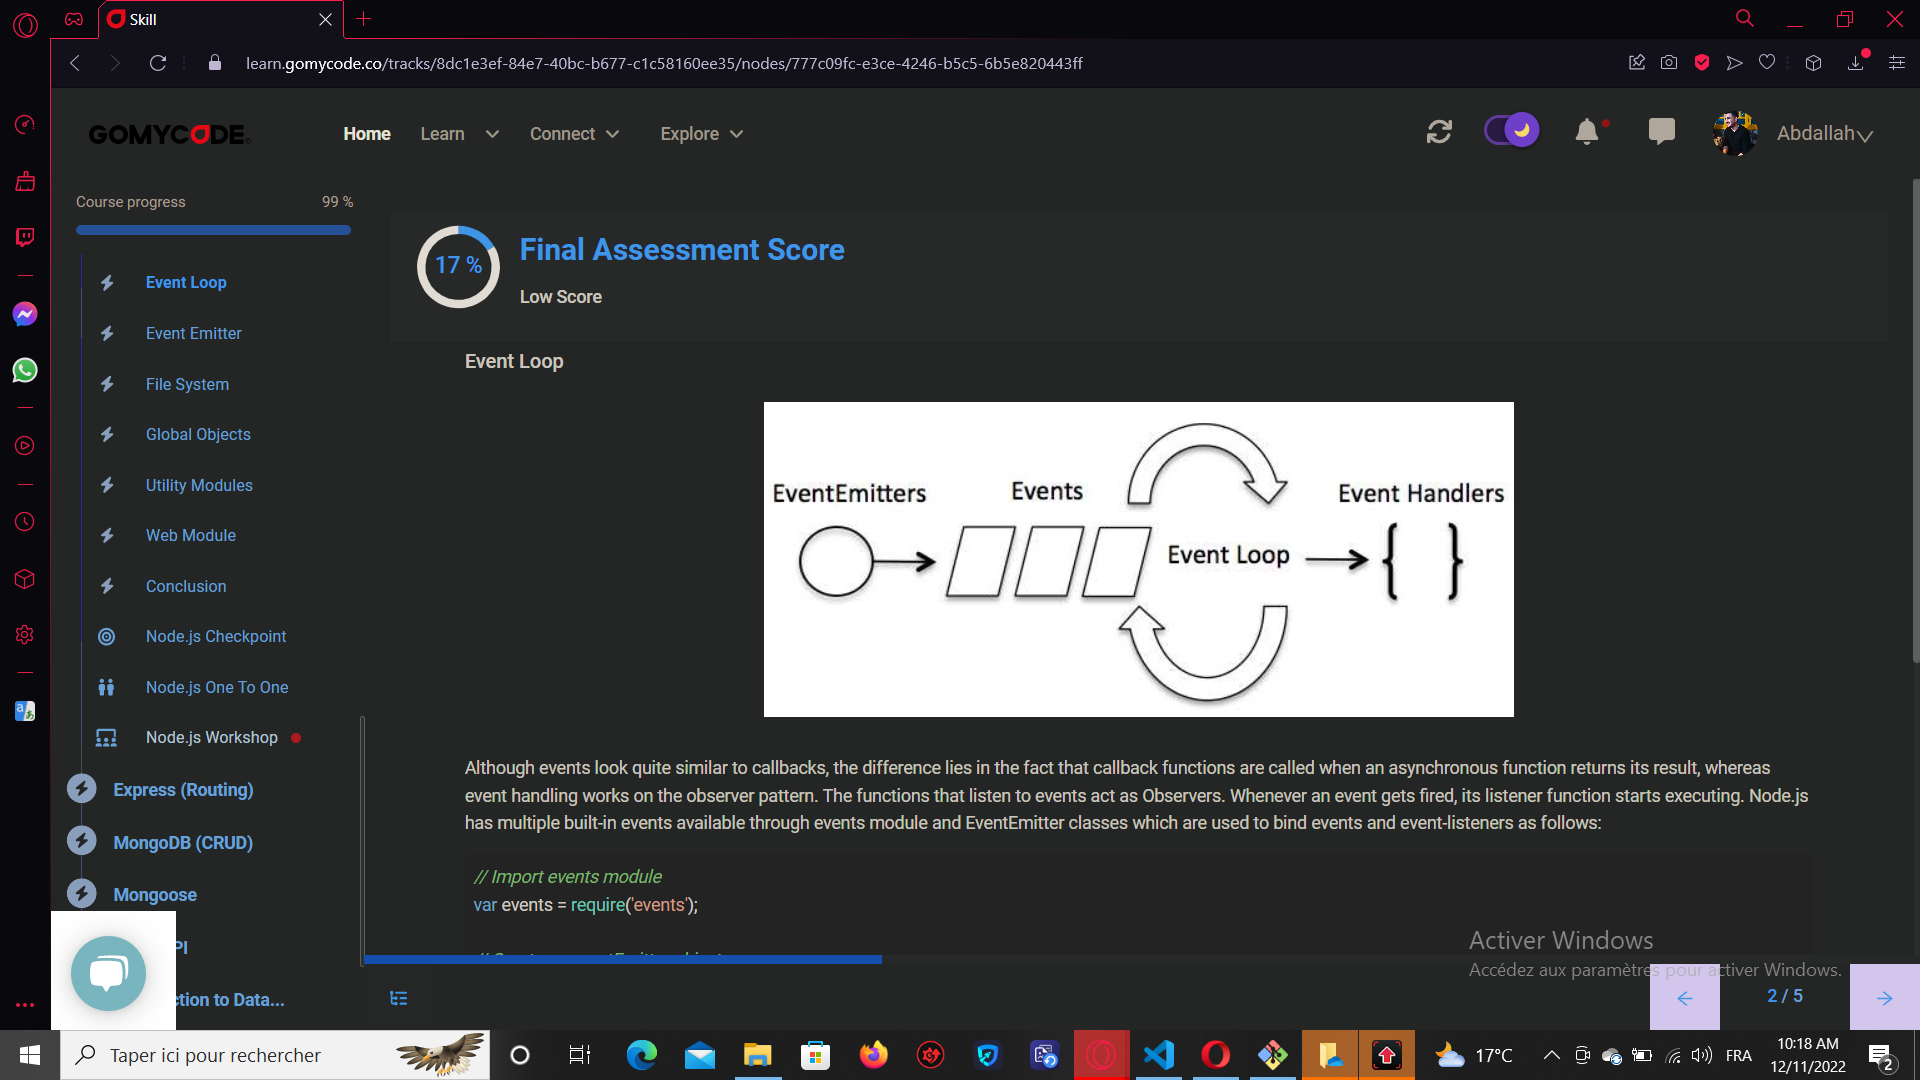 Skill
learn.gomycode.co/tracks/8dc1e3ef-84e7-40bc-b677-c1c58160ee35/nodes/777c09fc-e3ce-4246-b5c5-6b5e820443ff
GOMYCODE
Home
Learn
Connect
Explore
Abdallah
Course progress
99 %
Event Loop
Event Emitter
File System
Global Objects
Utility Modules
Web Module
Conclusion
Node.js Checkpoint
Node.js One To One
Node.js Workshop
Express (Routing)
MongoDB (CRUD)
Mongoose
PI
ction to Data...
17 %
Final Assessment Score
Low Score
Event Loop
EventEmitters
Events
Event Loop
Event Handlers
Although events look quite similar to callbacks, the difference lies in the fact that callback functions are called when an asynchronous function returns its result, whereas
event handling works on the observer pattern. The functions that listen to events act as Observers. Whenever an event gets fired, its listener function starts executing. Node.js
has multiple built-in events available through events module and EventEmitter classes which are used to bind events and event-listeners as follows:
// Import events module
var events = require('events');
Activer Windows
Accédez aux paramètres pour activer Windows.
2 / 5
Taper ici pour rechercher
17°C
FRA
10:18 AM
12/11/2022
2